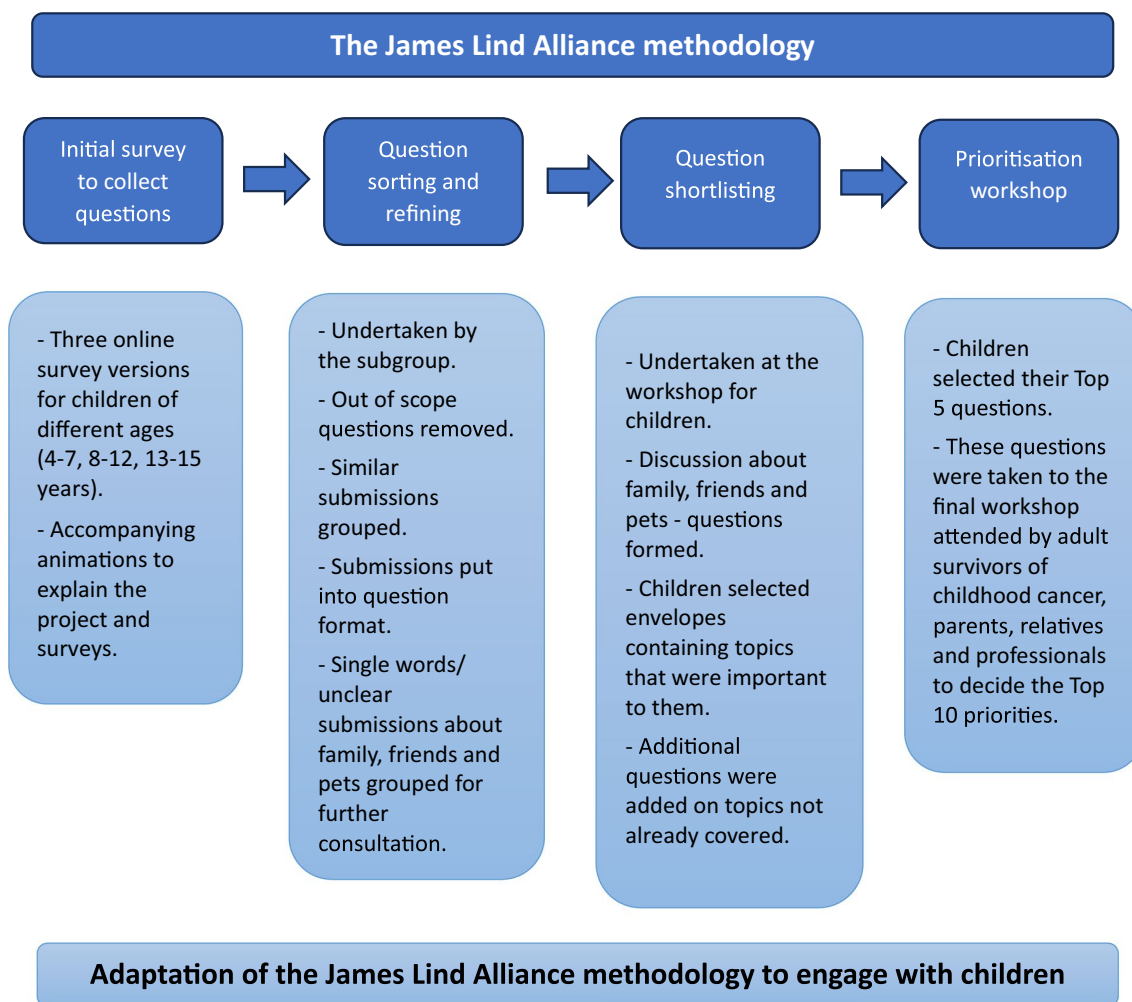 The James Lind Alliance methodology
Initial survey
to collect
questions
Question
sorting and
refining
Question
shortlisting
Prioritisation
workshop
- Three online
survey versions
for children of
different ages
(4-7, 8-12, 13-15
years).
- Accompanying
animations to
explain the
project and
surveys.
- Undertaken by
the subgroup.
- Out of scope
questions removed.
- Similar
submissions
grouped.
- Submissions put
into question
format.
- Single words/
unclear
submissions about
family, friends and
pets grouped for
further
consultation.
- Undertaken at the
workshop for
children.
- Discussion about
family, friends and
pets - questions
formed.
- Children selected
envelopes
containing topics
that were important
to them.
- Additional
questions were
added on topics not
already covered.
- Children
selected their Top
5 questions.
- These questions
were taken to the
final workshop
attended by adult
survivors of
childhood cancer,
parents, relatives
and professionals
to decide the Top
10 priorities.
Adaptation of the James Lind Alliance methodology to engage with children